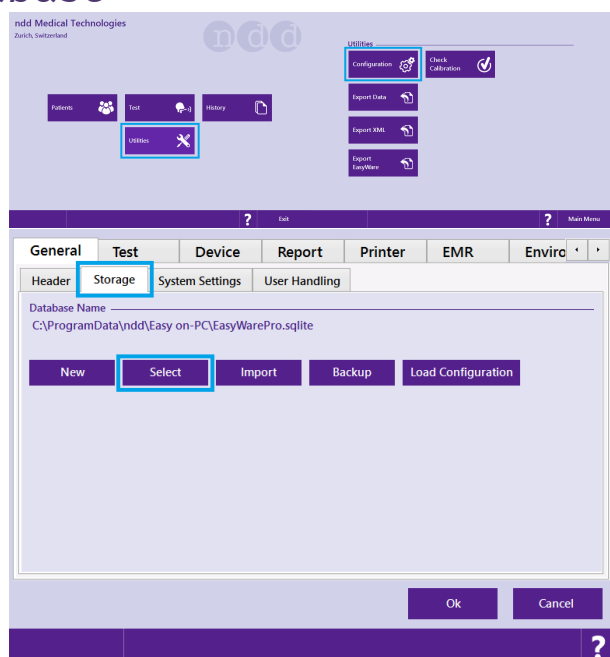 ndd Medical Technologies
Zurich, Switzerland
ndd
Utilities
Configuration
Check
Calibration
Patients
Test
History
Export Data
Utilities
Export XML
Export
EasyWare
? Exit
? Main Menu
General Test Device Report Printer EMR Enviro
Header Storage System Settings User Handling
Database Name
C:\ProgramData\ndd\Easy on-PC\EasyWarePro.sqlite
New Select Import Backup Load Configuration
Ok Cancel
?